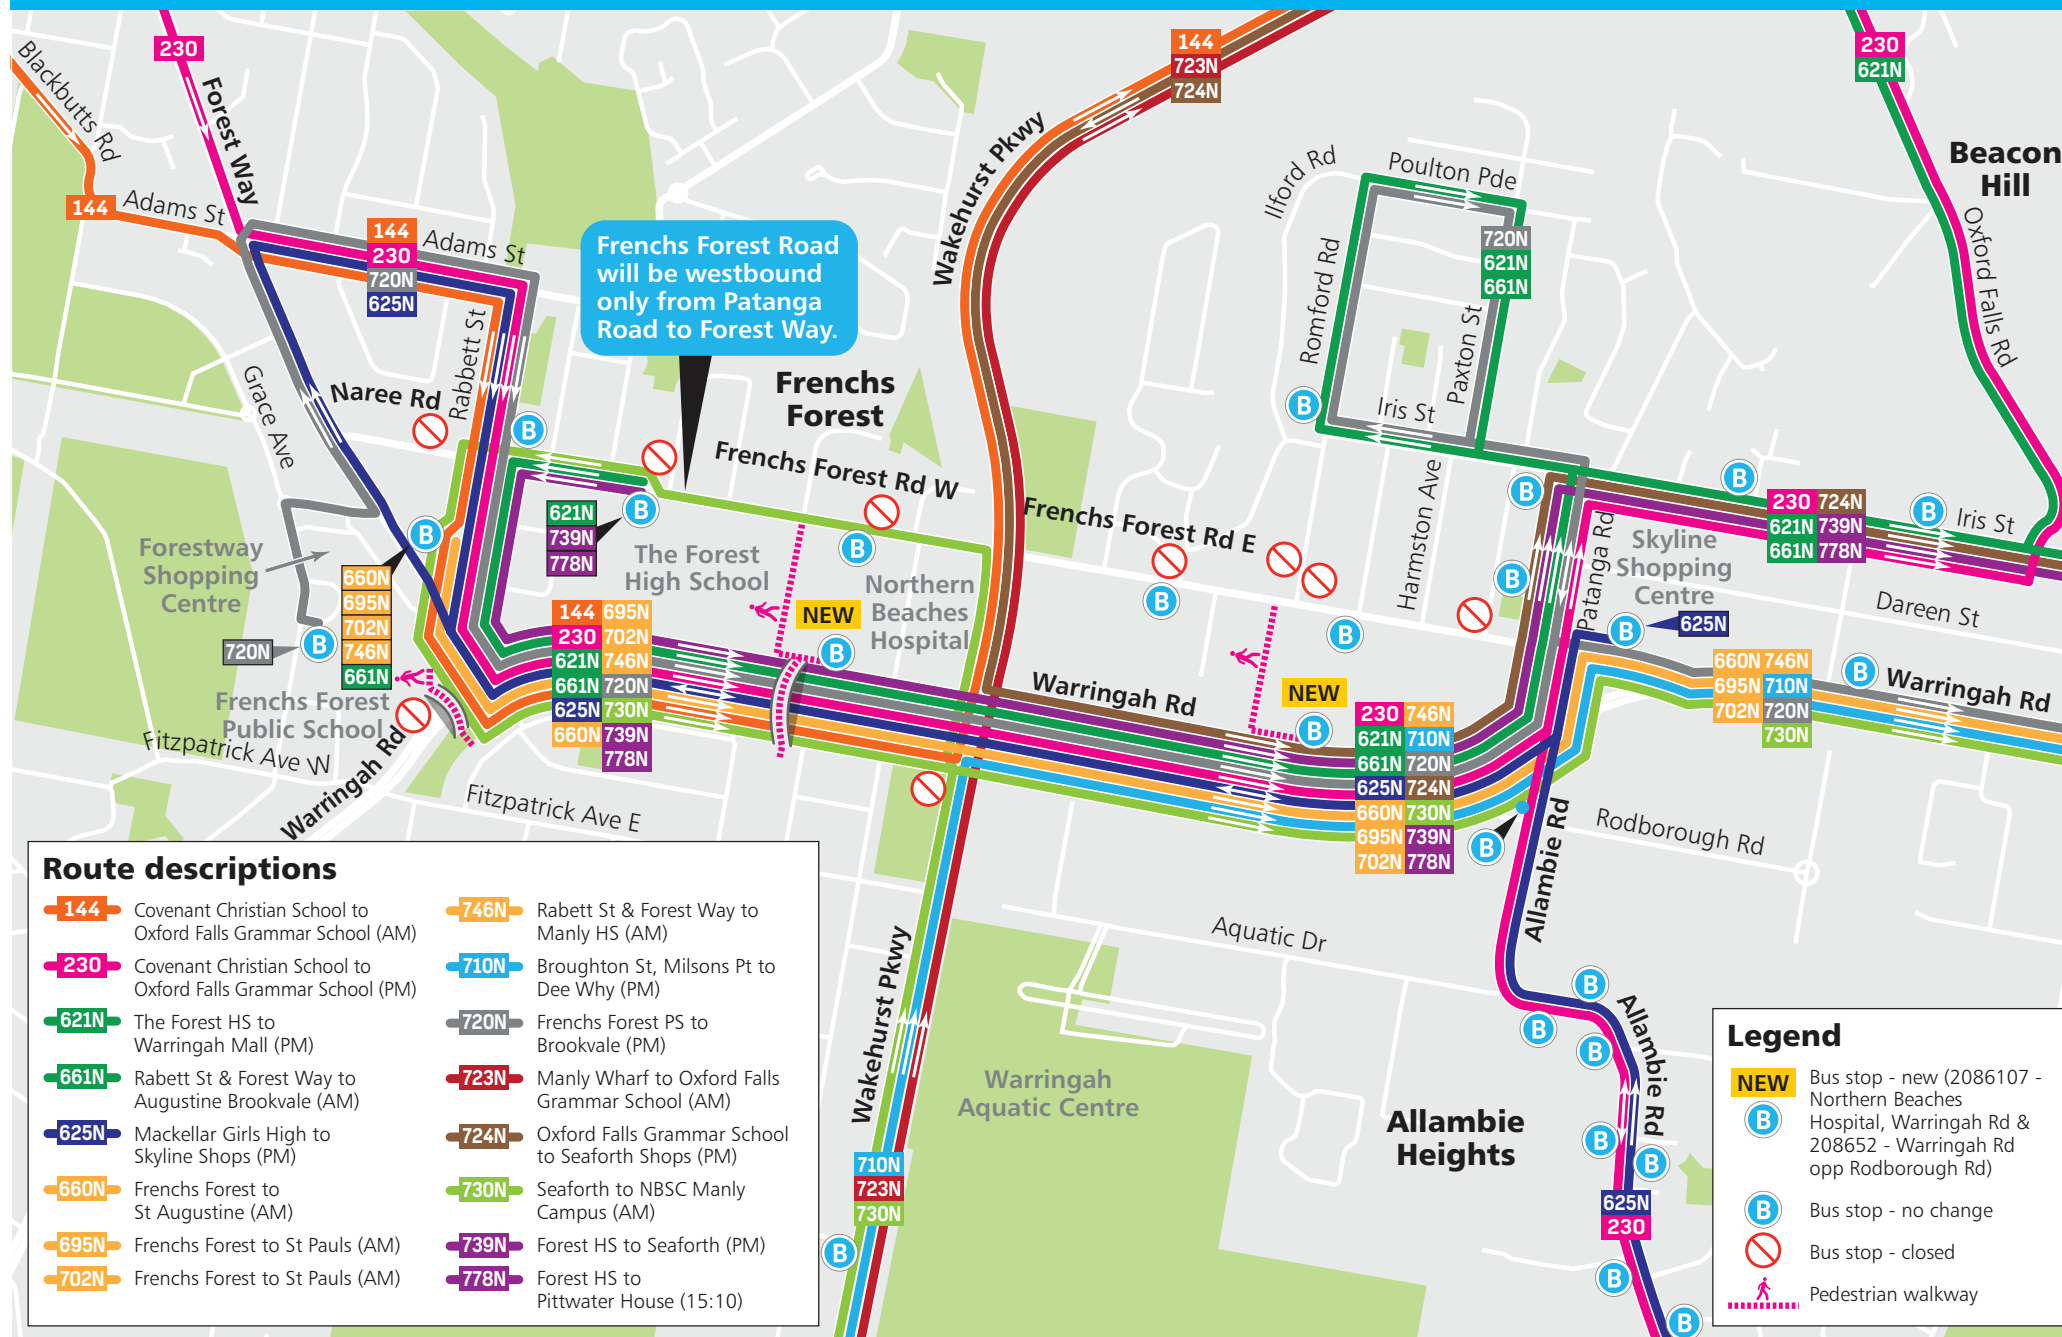 230
144
723N
724N
230
621N
Blackbutts Rd
Forest Way
Wakehurst Pkwy
Beacon
Hill
Ilford Rd
Poulton Pde
144
Adams St
144
230
720N
625N
Adams St
Frenchs Forest Road
will be westbound
only from Patanga
Road to Forest Way.
720N
621N
661N
Oxford Falls Rd
Romford Rd
Paxton St
Rabbett St
Grace Ave
Naree Rd
Frenchs
Forest
B
Iris St
B
Frenchs Forest Rd W
Harmston Ave
B
B
230 724N
621N 739N
661N 778N
B
Iris St
Frenchs Forest Rd E
621N
739N
778N
B
The Forest
High School
B
B
Forestway
Shopping
Centre
660N
695N
702N
746N
661N
Northern
Beaches
Hospital
B
B
B
Patanga Rd
Skyline
Shopping
Centre
Dareen St
B
625N
144 695N
230 702N
621N 746N
661N 720N
625N 730N
660N 739N
778N
NEW
B
720N
B
Frenchs Forest
Public School
Fitzpatrick Ave W
Warringah Rd
Fitzpatrick Ave E
Warringah Rd
NEW
B
230 746N
621N 710N
661N 720N
625N 724N
660N 730N
695N 739N
702N 778N
660N 746N
695N 710N
702N 720N
730N
B
Warringah Rd
B
Allambie Rd
Rodborough Rd
Aquatic Dr
Wakehurst Pkwy
Warringah
Aquatic Centre
Allambie
Heights
B
B
B
Allambie Rd
B
B
625N
230
B
B
710N
723N
730N
B
Route descriptions
144 Covenant Christian School to
Oxford Falls Grammar School (AM)
230 Covenant Christian School to
Oxford Falls Grammar School (PM)
621N The Forest HS to
Warringah Mall (PM)
661N Rabett St & Forest Way to
Augustine Brookvale (AM)
625N Mackellar Girls High to
Skyline Shops (PM)
660N Frenchs Forest to
St Augustine (AM)
695N Frenchs Forest to St Pauls (AM)
702N Frenchs Forest to St Pauls (AM)
746N Rabett St & Forest Way to
Manly HS (AM)
710N Broughton St, Milsons Pt to
Dee Why (PM)
720N Frenchs Forest PS to
Brookvale (PM)
723N Manly Wharf to Oxford Falls
Grammar School (AM)
724N Oxford Falls Grammar School
to Seaforth Shops (PM)
730N Seaforth to NBSC Manly
Campus (AM)
739N Forest HS to Seaforth (PM)
778N Forest HS to
Pittwater House (15:10)
Legend
NEW
B
Bus stop - new (2086107 -
Northern Beaches
Hospital, Warringah Rd &
208652 - Warringah Rd
opp Rodborough Rd)
B Bus stop - no change
Bus stop - closed
Pedestrian walkway